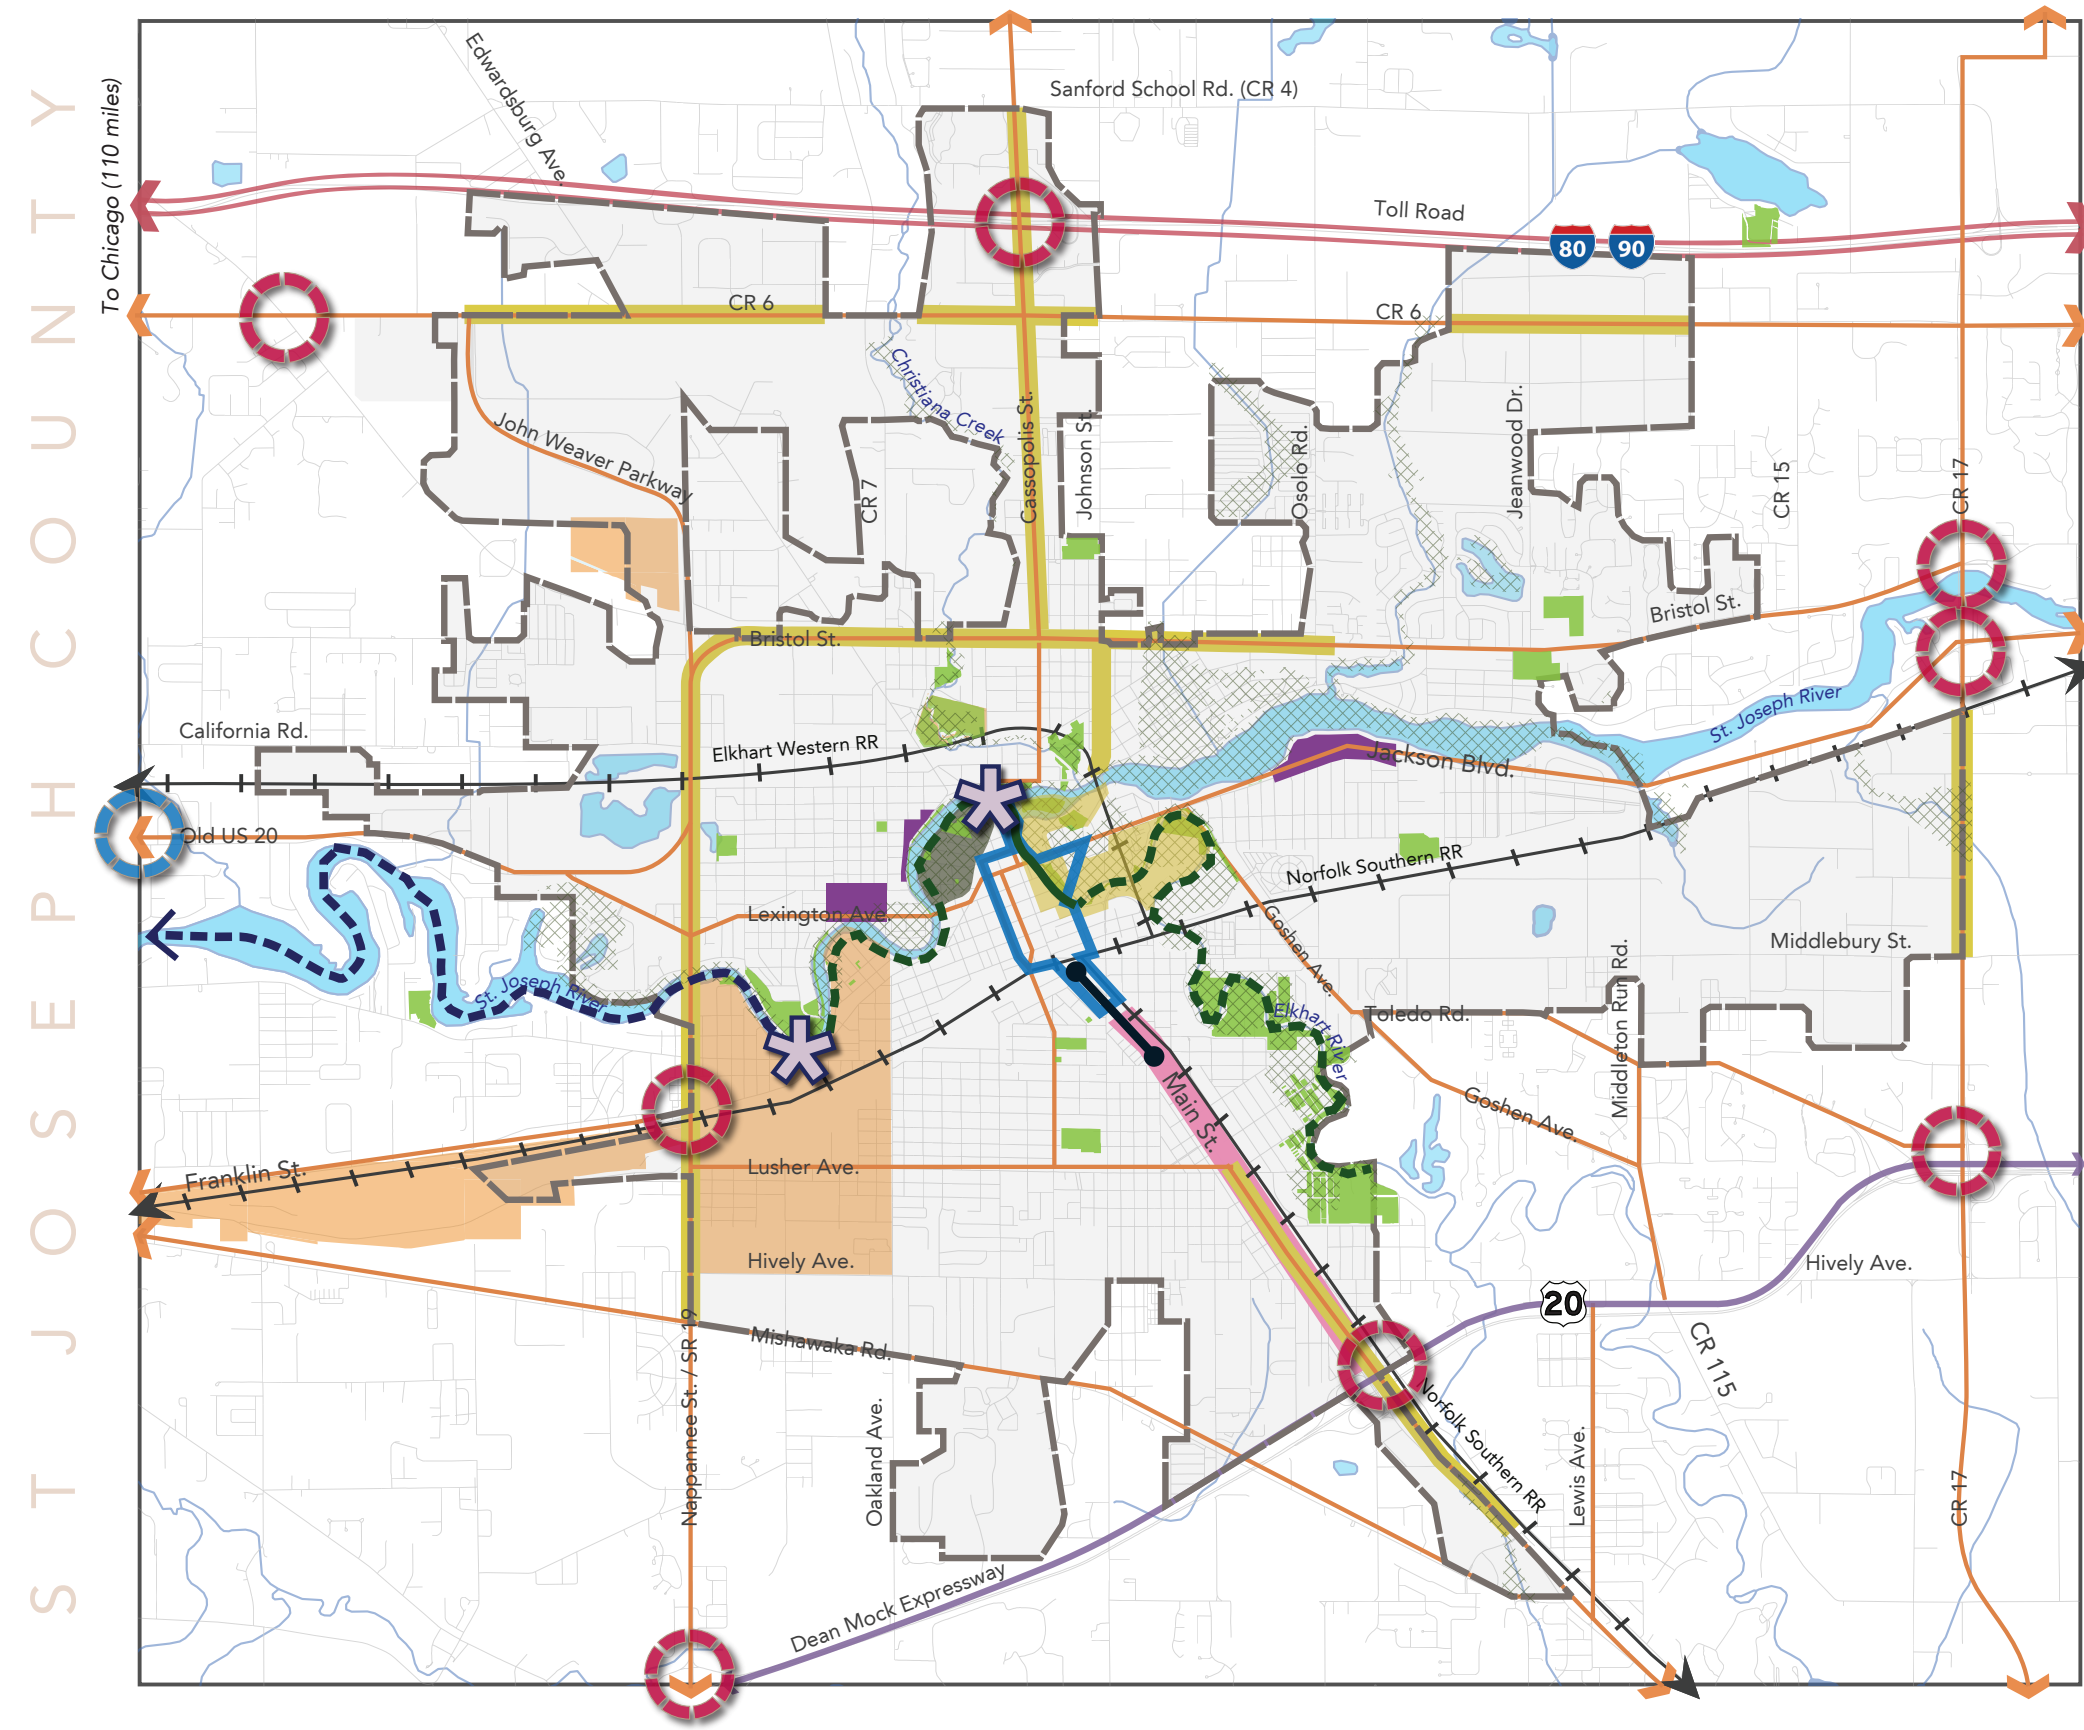 ST JOSEPH COUNTY
To Chicago (110 miles)
Edwardsburg Ave.
Sanford School Rd. (CR 4)
Toll Road
80
90
CR 6
CR 6
Christiana Creek
John Weaver Parkway
CR 7
Cassopolis St.
Johnson St.
Osolo Rd.
Jeanwood Dr.
CR 15
CR 17
Bristol St.
Bristol St.
California Rd.
Elkhart Western RR
St. Joseph River
Jackson Blvd.
Old US 20
Norfolk Southern RR
Lexington Ave.
Goshen Ave.
Middlebury St.
St. Joseph River
Elkhart River
Toledo Rd.
Middleton Run Rd.
Main St.
Goshen Ave.
Franklin St.
Lusher Ave.
Hively Ave.
Hively Ave.
20
Mishawaka Rd.
Nappannee St. / SR 19
CR 115
Oakland Ave.
Norfolk Southern RR
Lewis Ave.
CR 17
Dean Mock Expressway